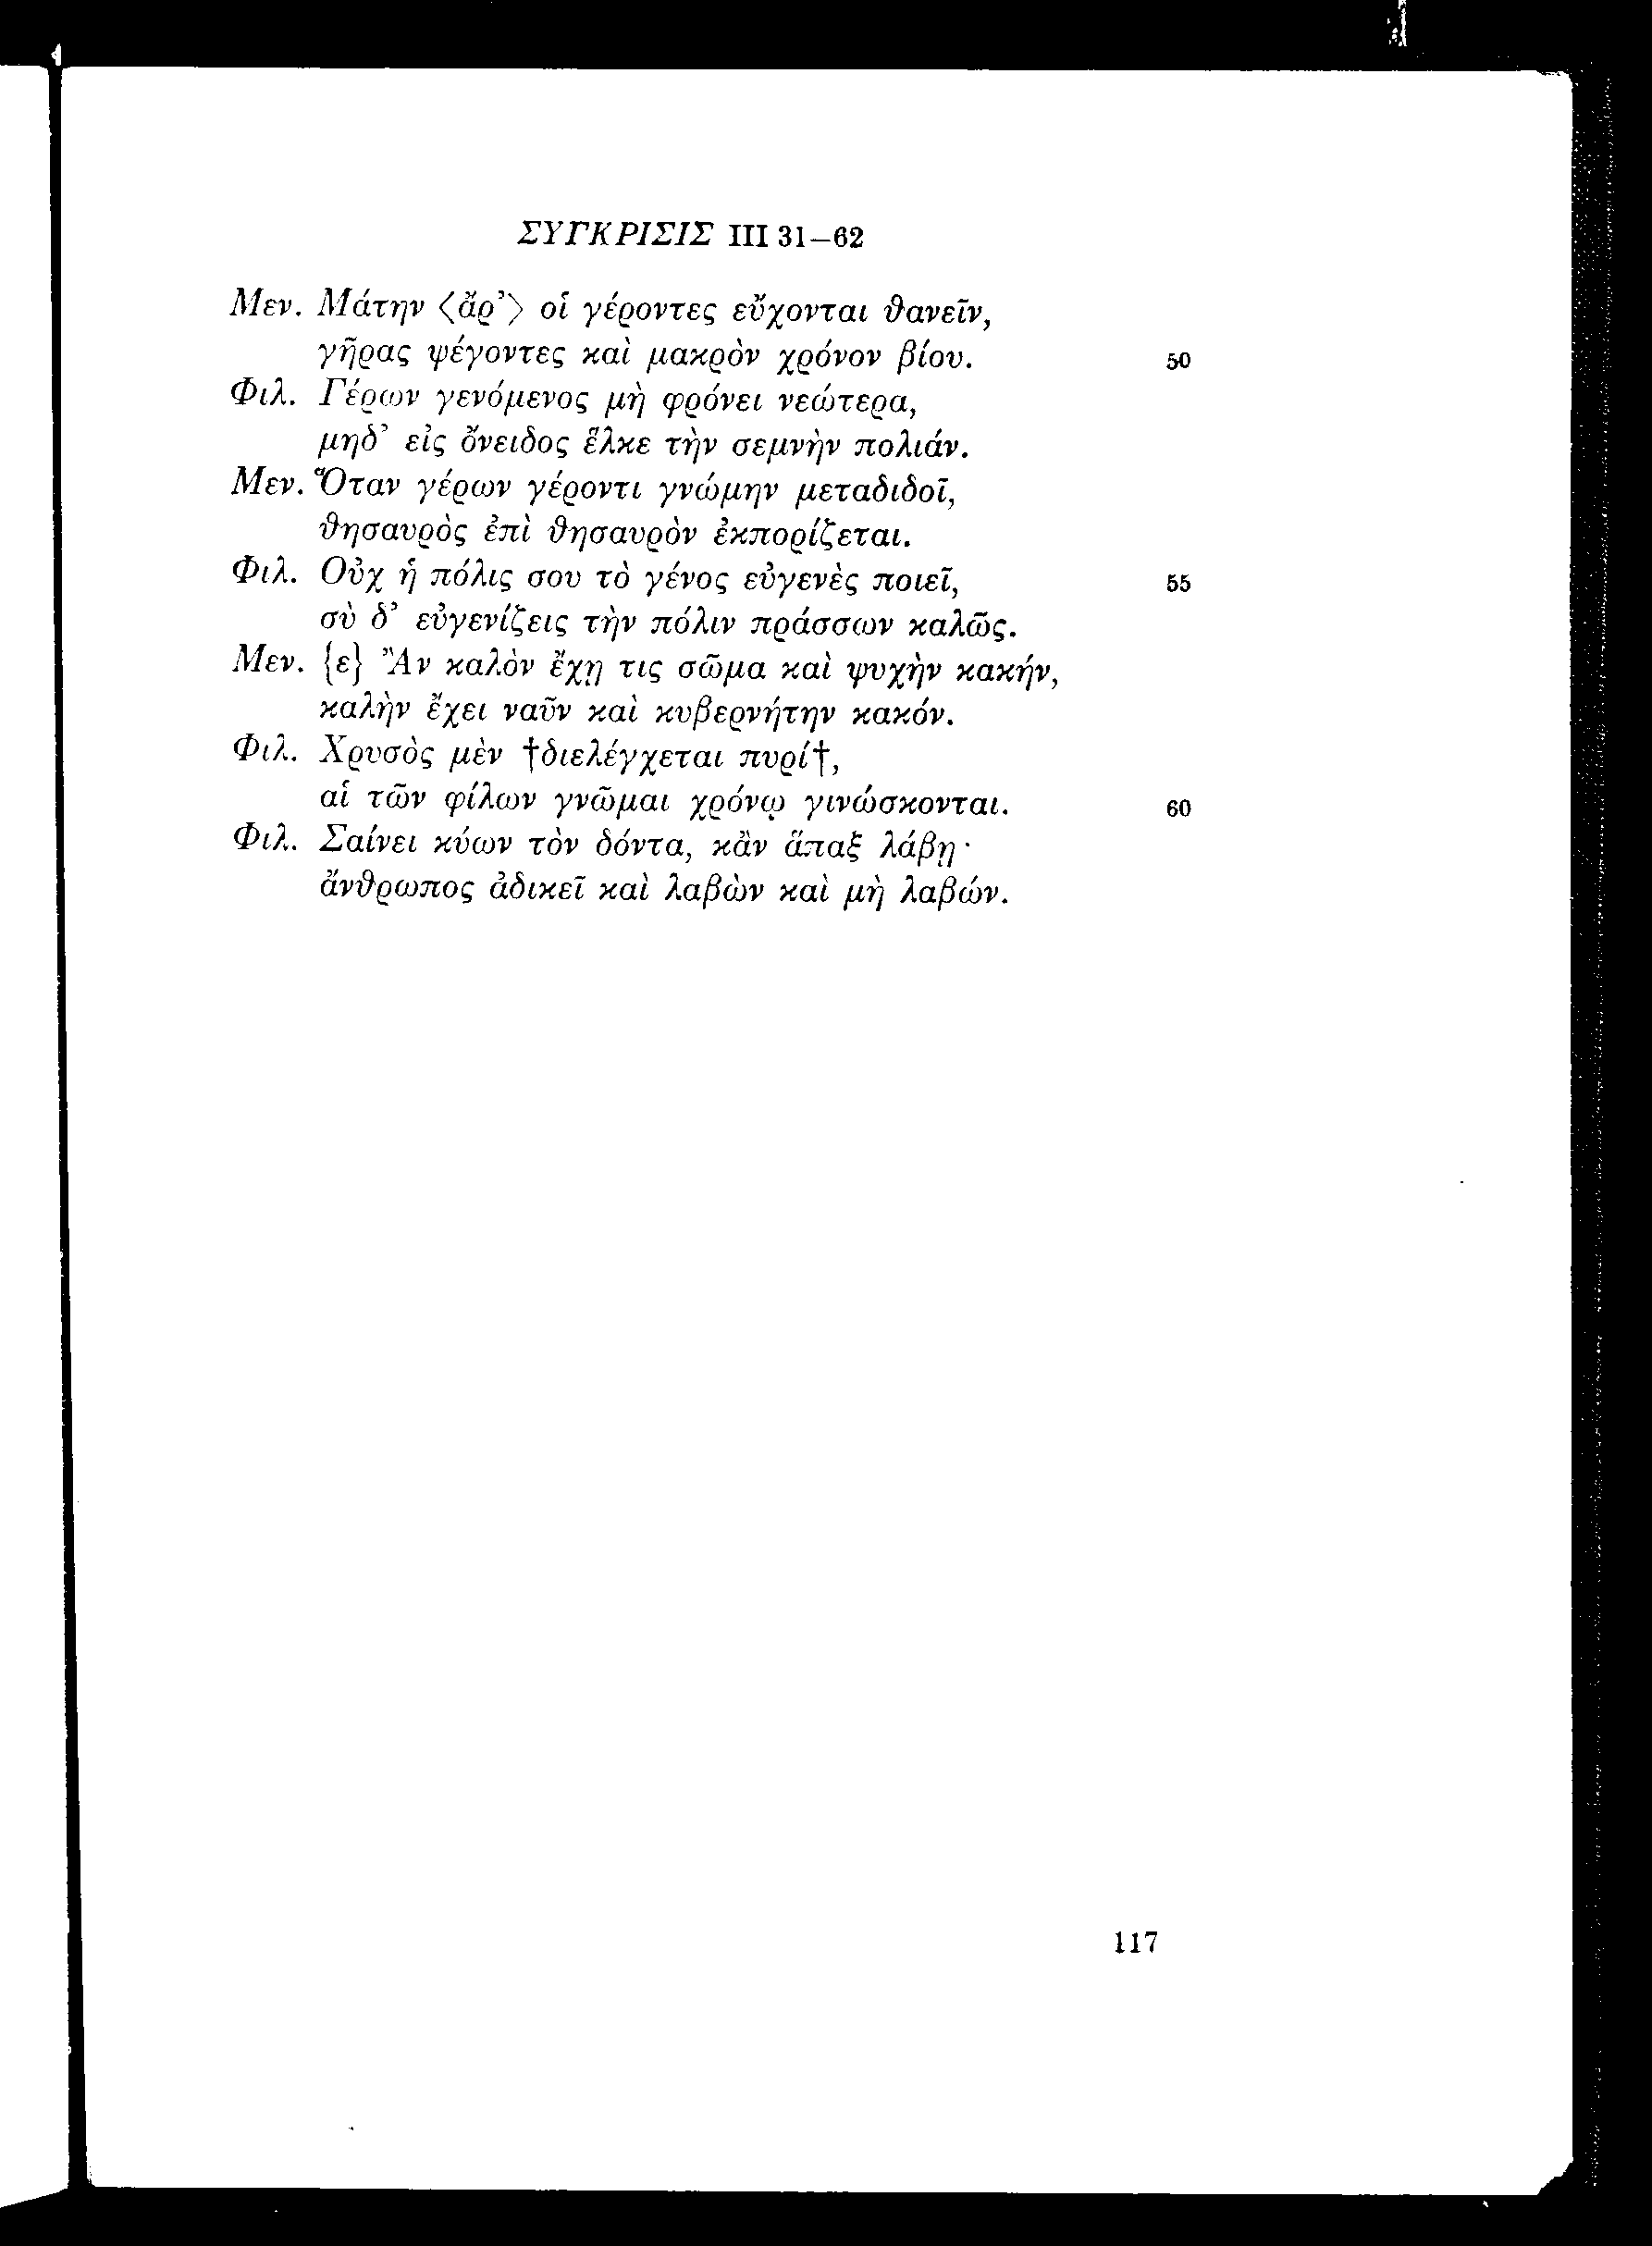 ΣΥΓΚΡΙΣΙΣ III 31–62
Μεν. Μάτην ⟨ἄρ’⟩ οἱ γέροντες εὔχονται θανεῖν,
γῆρας ψέγοντες καὶ μακρὸν χρόνον βίου. 50
Φιλ. Γέρων γενόμενος μὴ φρόνει νεώτερα,
μηδ’ εἰς ὄνειδος ἕλκε τὴν σεμνὴν πολιάν.
Μεν. Ὅταν γέρων γέροντι γνώμην μεταδιδοῖ,
θησαυρὸς ἐπὶ θησαυρὸν ἐκπορίζεται.
Φιλ. Οὐχ ἡ πόλις σου τὸ γένος εὐγενὲς ποιεῖ, 55
σὺ δ’ εὐγενίζεις τὴν πόλιν πράσσων καλῶς.
Μεν. {ε} Ἂν καλὸν ἔχῃ τις σῶμα καὶ ψυχὴν κακήν,
καλὴν ἔχει ναῦν καὶ κυβερνήτην κακόν.
Φιλ. Χρυσὸς μὲν †διελέγχεται πυρί†,
αἱ τῶν φίλων γνῶμαι χρόνῳ γινώσκονται. 60
Φιλ. Σαίνει κύων τὸν δόντα, κἂν ἅπαξ λάβῃ·
ἄνθρωπος ἀδικεῖ καὶ λαβὼν καὶ μὴ λαβών.
117